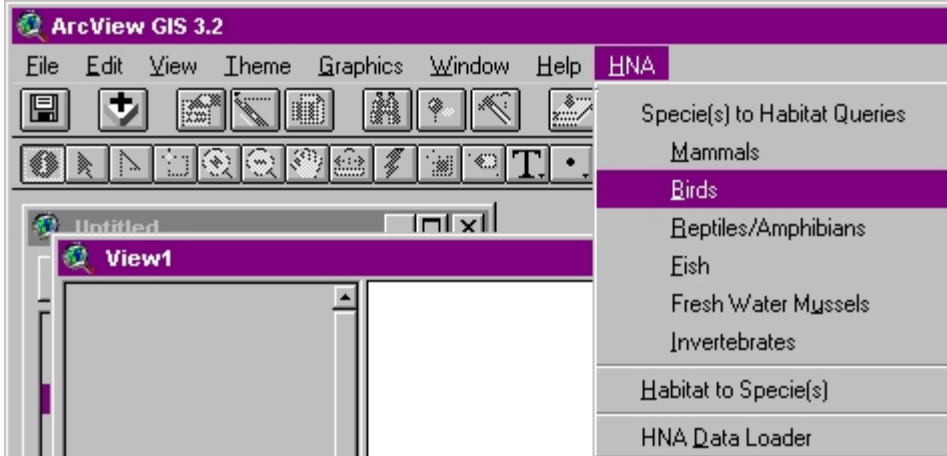 ArcView GIS 3.2
File Edit View Theme Graphics Window Help HNA
T
Specie(s) to Habitat Queries
Mammals
Birds
Reptiles/Amphibians
Fish
Fresh Water Mussels
Invertebrates
Habitat to Specie(s)
HNA Data Loader
Untitled
View1